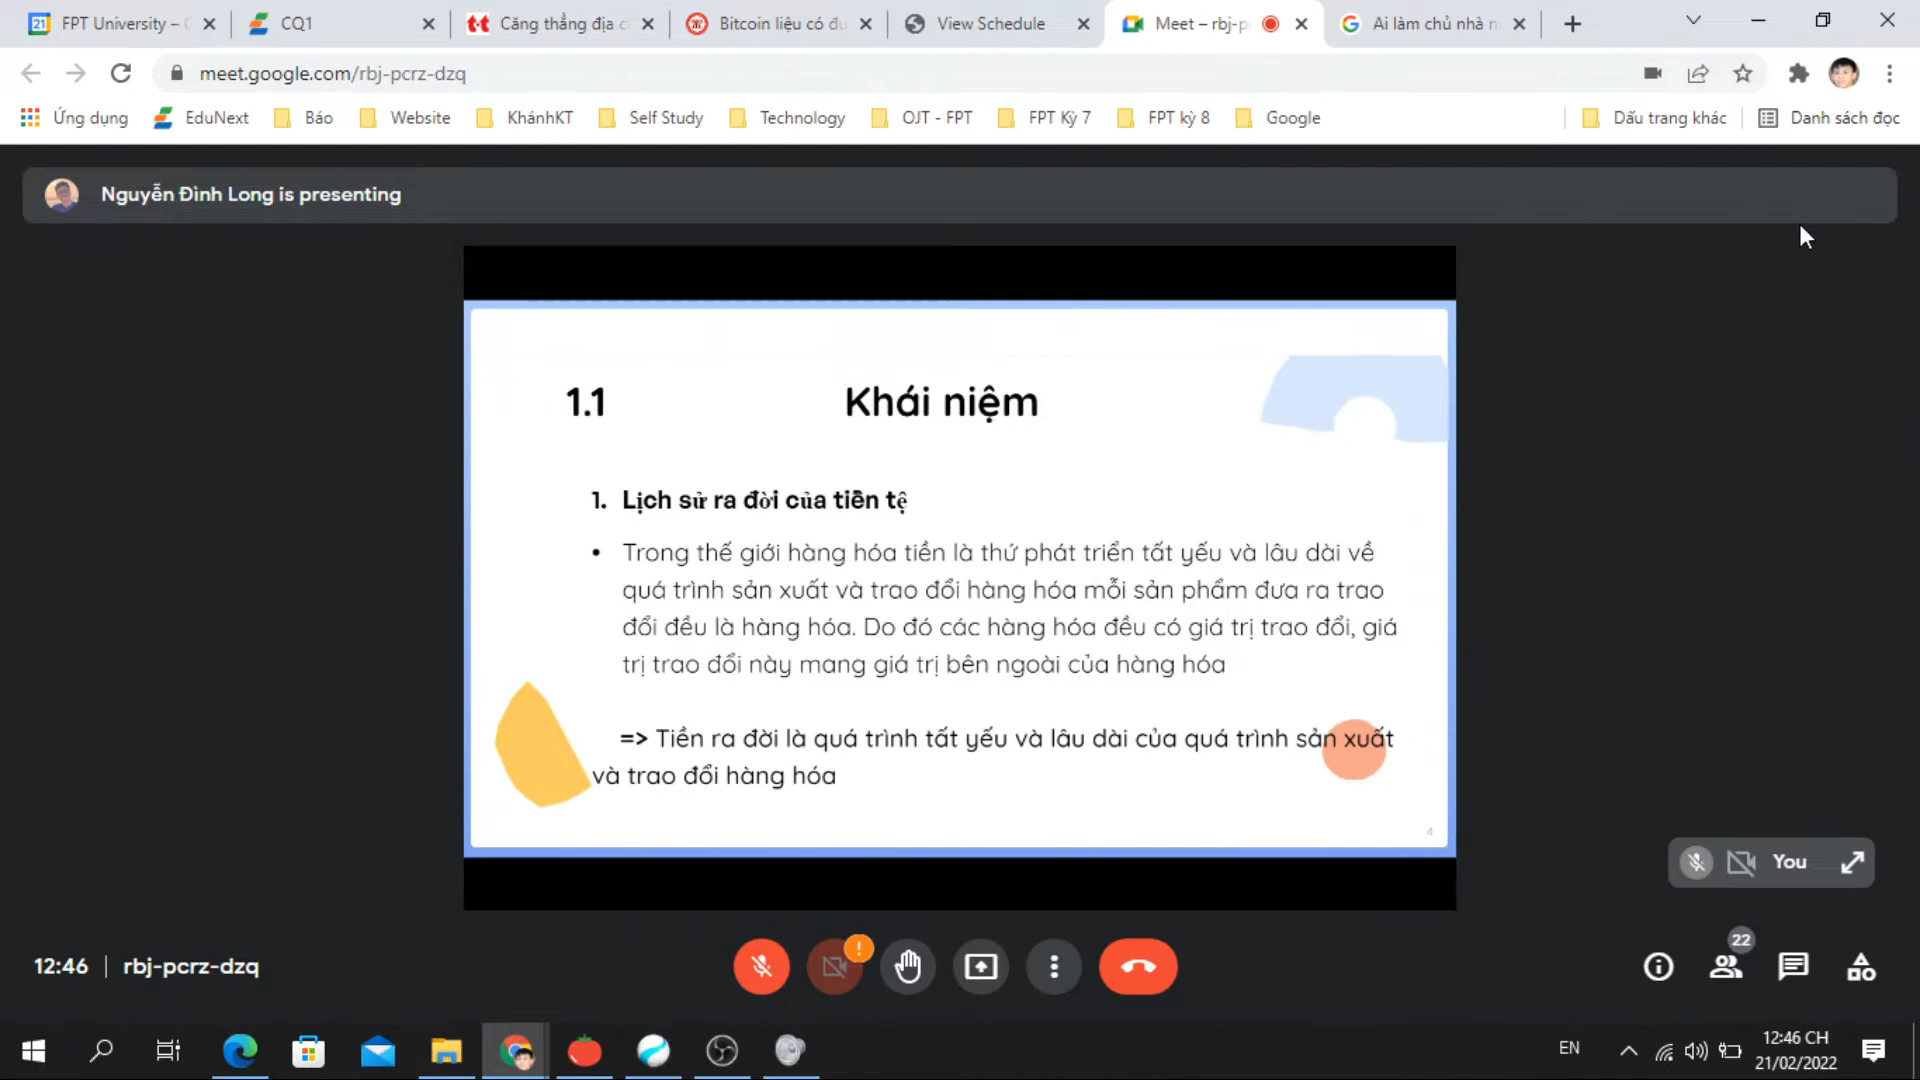 FPT University –
CQ1
Căng thẳng địa c
Bitcoin liệu có đu
View Schedule
Meet – rbj-p
Ai làm chủ nhà n
meet.google.com/rbj-pcrz-dzq
Ứng dụng
EduNext
Báo
Website
KhánhKT
Self Study
Technology
OJT - FPT
FPT Kỳ 7
FPT kỳ 8
Google
Dấu trang khác
Danh sách đọc
Nguyễn Đình Long is presenting
1.1 Khái niệm
1. Lịch sử ra đời của tiền tệ
• Trong thế giới hàng hóa tiền là thứ phát triển tất yếu và lâu dài về
quá trình sản xuất và trao đổi hàng hóa mỗi sản phẩm đưa ra trao
đổi đều là hàng hóa. Do đó các hàng hóa đều có giá trị trao đổi, giá
trị trao đổi này mang giá trị bên ngoài của hàng hóa
=> Tiền ra đời là quá trình tất yếu và lâu dài của quá trình sản xuất
và trao đổi hàng hóa
4
You
12:46 | rbj-pcrz-dzq
22
EN
12:46 CH
21/02/2022